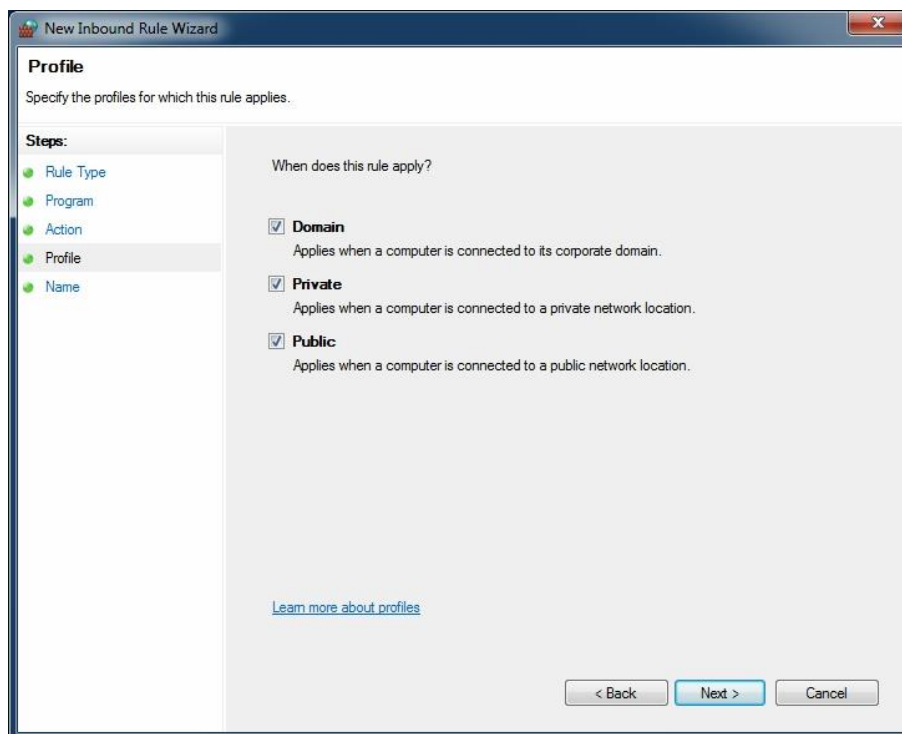 New Inbound Rule Wizard
Profile
Specify the profiles for which this rule applies.
Steps:
Rule Type
Program
Action
Profile
Name
When does this rule apply?
Domain
Applies when a computer is connected to its corporate domain.
Private
Applies when a computer is connected to a private network location.
Public
Applies when a computer is connected to a public network location.
Learn more about profiles
< Back
Next >
Cancel